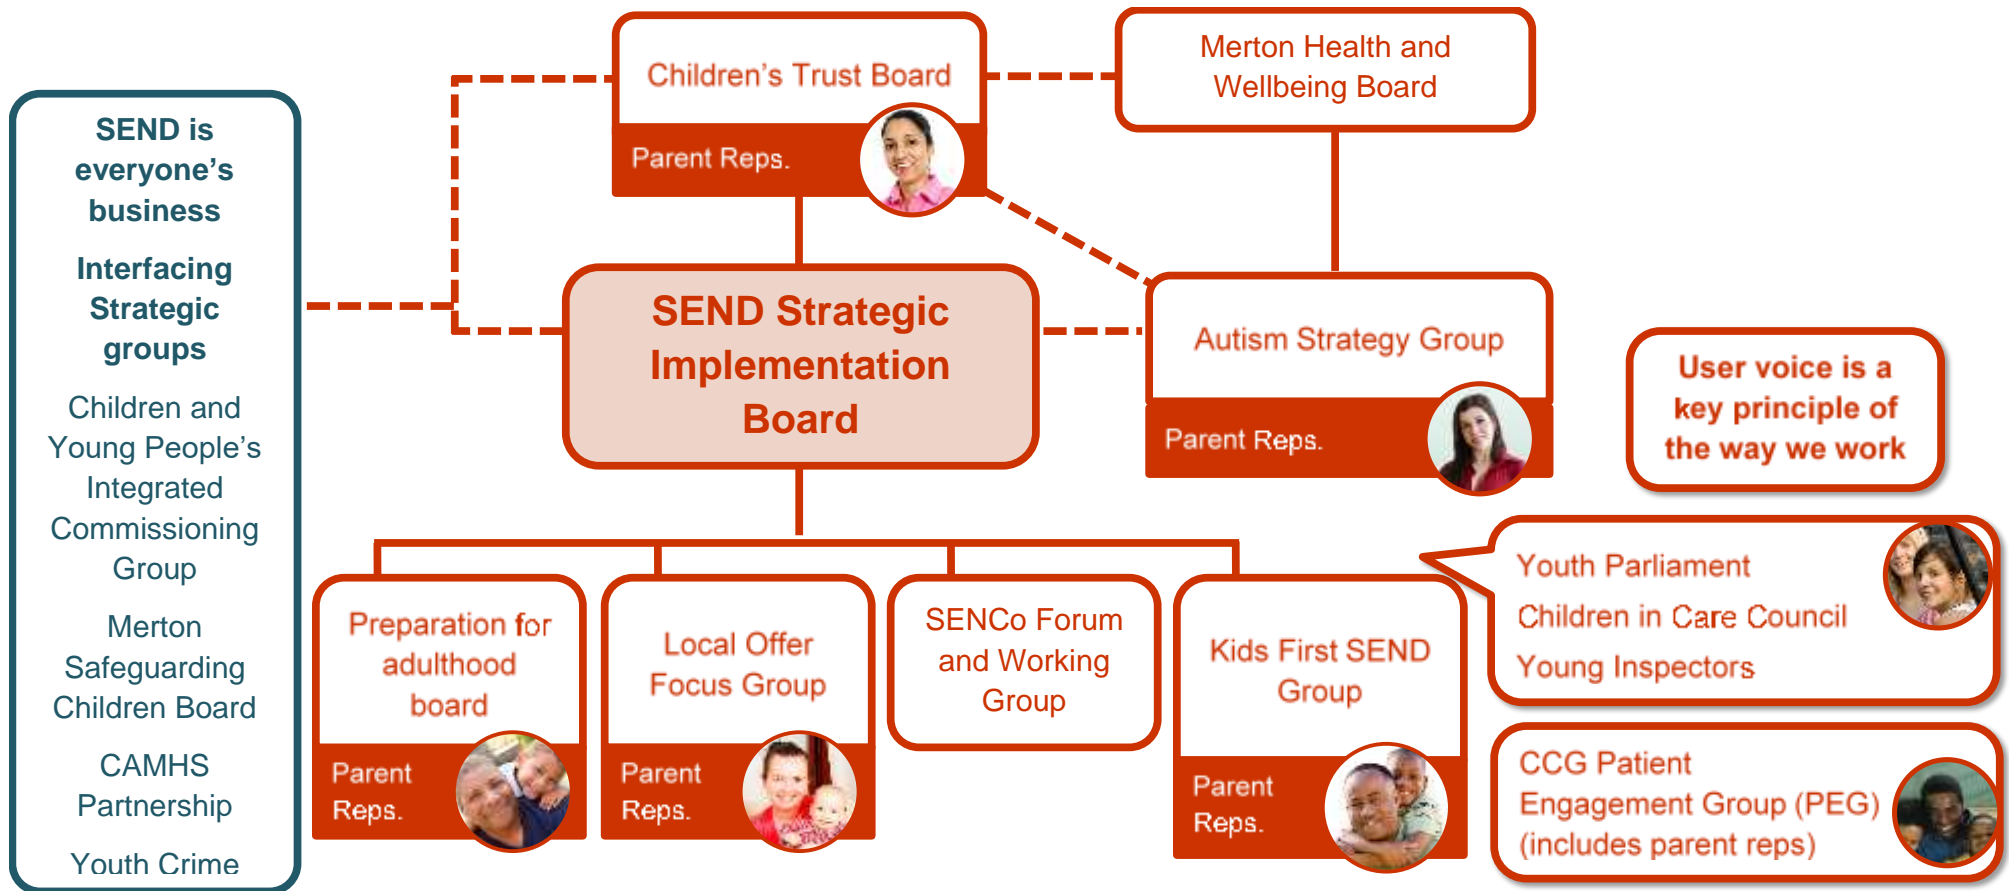 SEND is
everyone’s
business
Interfacing
Strategic
groups
Children and
Young People’s
Integrated
Commissioning
Group
Merton
Safeguarding
Children Board
CAMHS
Partnership
Youth Crime
Children’s Trust Board
Parent Reps.
Merton Health and
Wellbeing Board
SEND Strategic
Implementation
Board
Autism Strategy Group
Parent Reps.
User voice is a
key principle of
the way we work
Preparation for
adulthood
board
Parent
Reps.
Local Offer
Focus Group
Parent
Reps.
SENCo Forum
and Working
Group
Kids First SEND
Group
Parent
Reps.
Youth Parliament
Children in Care Council
Young Inspectors
CCG Patient
Engagement Group (PEG)
(includes parent reps)